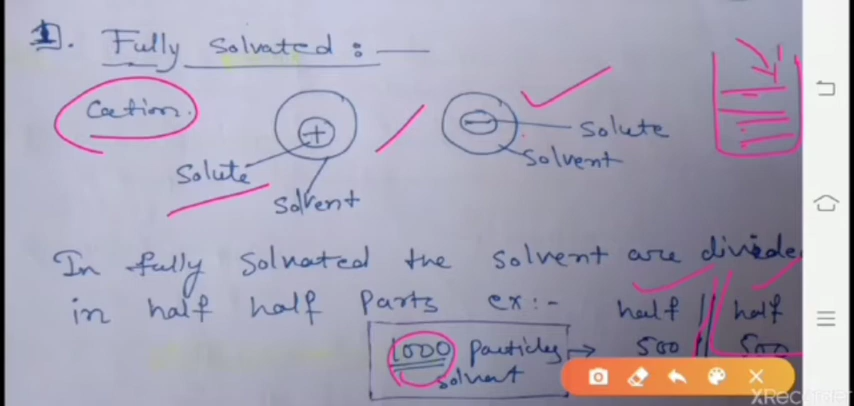 1. Fully Solvated :—
Cation.
+
−
Solute
Solvent
Solute
Solvent
In fully Solvated the solvent are divide
in half half Parts ex:- half || half
1000 Particles → 500 || 500
solvent
XRecorder